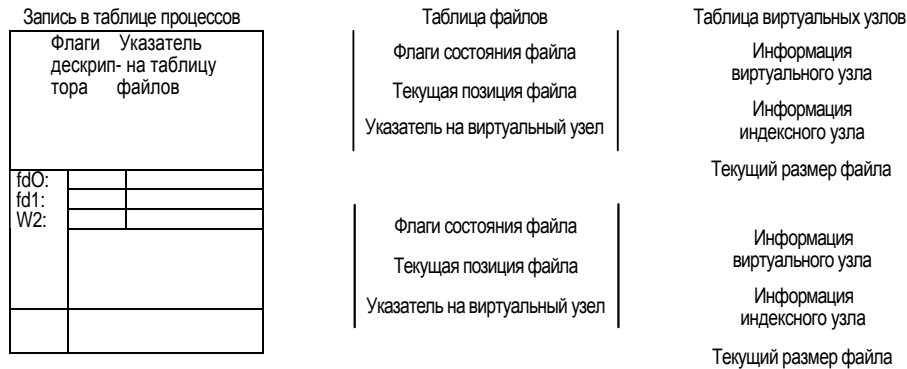 Запись в таблице процессов
Флаги Указатель
дескрип- на таблицу
тора файлов
fdO:
fd1:
W2:
Таблица файлов
Флаги состояния файла
Текущая позиция файла
Указатель на виртуальный узел
Флаги состояния файла
Текущая позиция файла
Указатель на виртуальный узел
Таблица виртуальных узлов
Информация
виртуального узла
Информация
индексного узла
Текущий размер файла
Информация
виртуального узла
Информация
индексного узла
Текущий размер файла